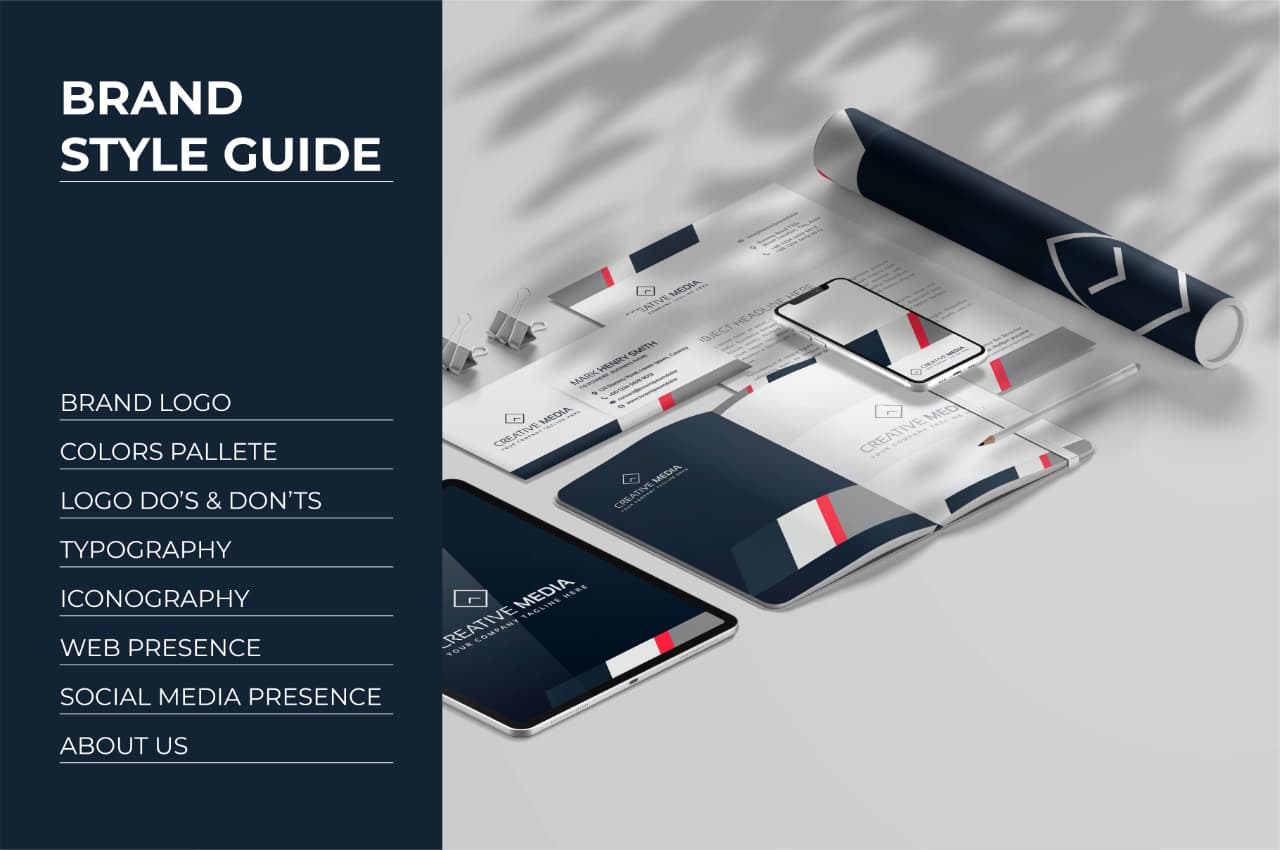 BRAND
STYLE GUIDE
BRAND LOGO
COLORS PALLETE
LOGO DO’S & DON’TS
TYPOGRAPHY
ICONOGRAPHY
WEB PRESENCE
SOCIAL MEDIA PRESENCE
ABOUT US
CREATIVE MEDIA
COMPANY TAGLINE HERE
HEADLINE HERE
MARK HENRY SMITH
CREATIVE MEDIA
YOUR COMPANY TAGLINE HERE
CREATIVE MEDIA
CREATIVE
YOUR COMPANY TAGLINE
CREATIVE MEDIA
YOUR COMPANY TAGLINE HERE
CREATIVE MEDIA
YOUR COMPANY TAGLINE HERE